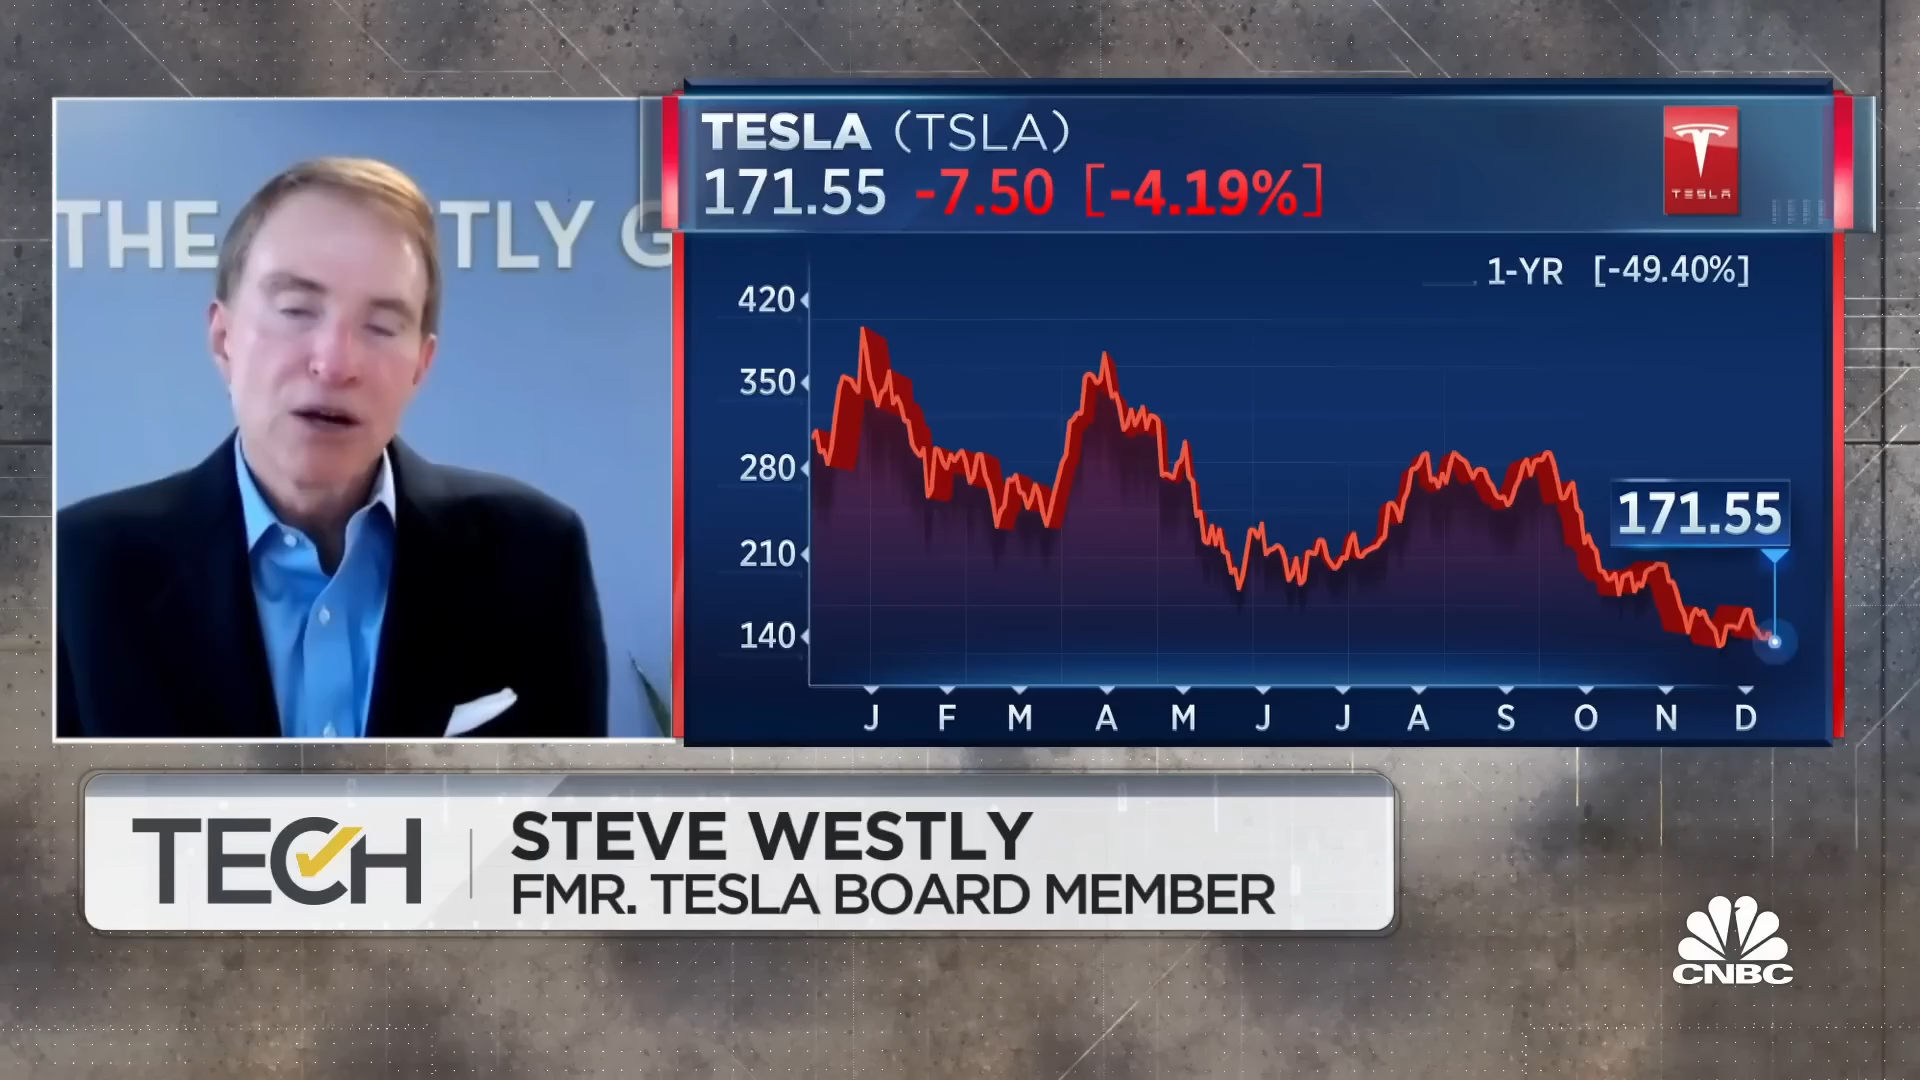 THE TLY G
TESLA (TSLA)
171.55 -7.50 [-4.19%]
TESLA
1-YR [-49.40%]
420
350
280
210
140
171.55
J F M A M J J A S O N D
TECH
STEVE WESTLY
FMR. TESLA BOARD MEMBER
CNBC